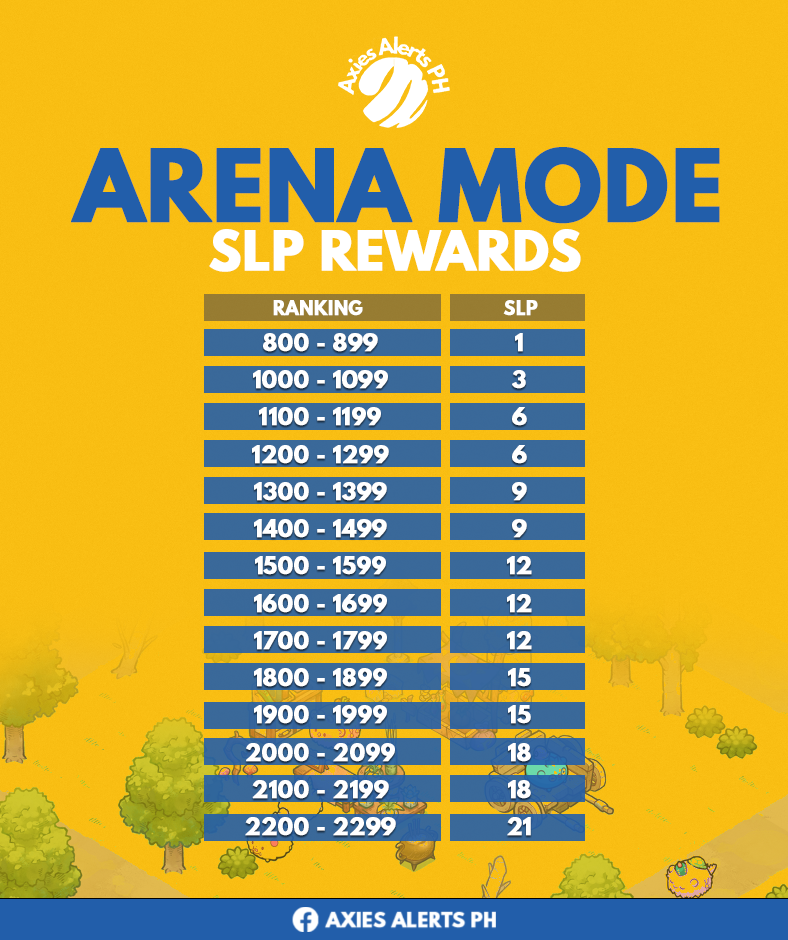 Axies Alerts PH
ARENA MODE
SLP REWARDS
RANKING SLP
800 - 899 1
1000 - 1099 3
1100 - 1199 6
1200 - 1299 6
1300 - 1399 9
1400 - 1499 9
1500 - 1599 12
1600 - 1699 12
1700 - 1799 12
1800 - 1899 15
1900 - 1999 15
2000 - 2099 18
2100 - 2199 18
2200 - 2299 21
AXIES ALERTS PH